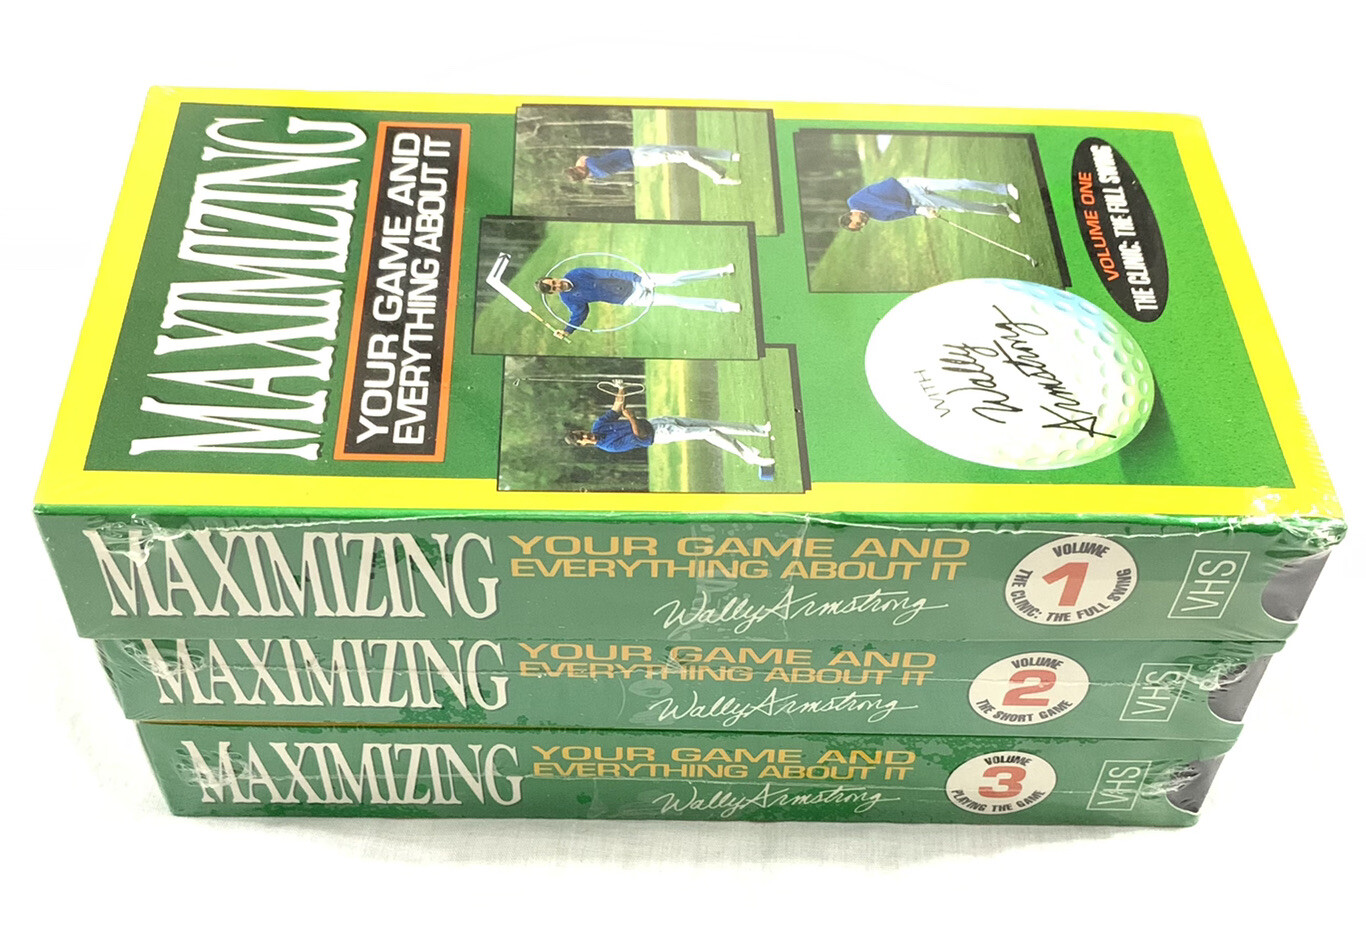 MAXIMIZING
YOUR GAME AND
EVERYTHING ABOUT IT
VOLUME ONE
THE CLINIC: THE FULL SWING
WITH
Wally
Armstrong
MAXIMIZING
YOUR GAME AND
EVERYTHING ABOUT IT
Wally Armstrong
VOLUME
1
THE CLINIC: THE FULL SWING
VHS
MAXIMIZING
YOUR GAME AND
EVERYTHING ABOUT IT
Wally Armstrong
VOLUME
2
THE SHORT GAME
VHS
MAXIMIZING
YOUR GAME AND
EVERYTHING ABOUT IT
Wally Armstrong
VOLUME
3
PLAYING THE GAME
VHS